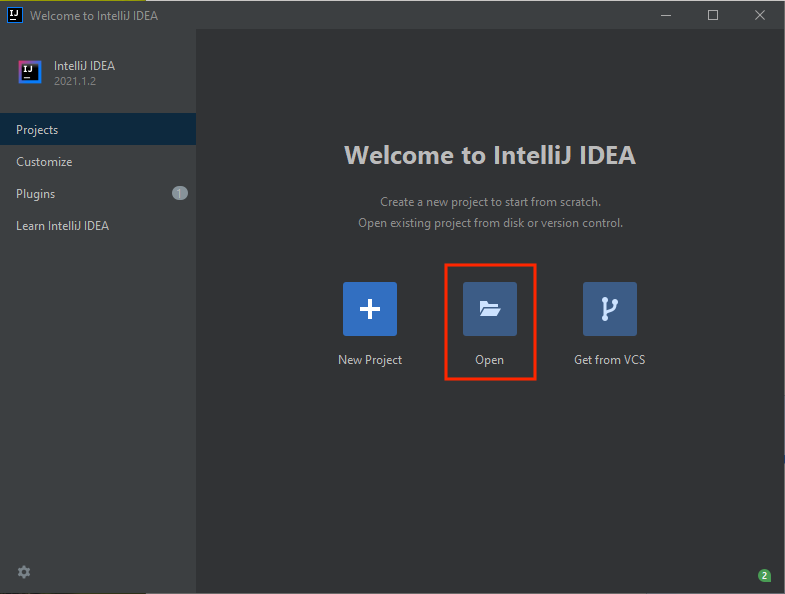 Welcome to IntelliJ IDEA
IntelliJ IDEA
2021.1.2
Projects
Customize
Plugins 1
Learn IntelliJ IDEA
Welcome to IntelliJ IDEA
Create a new project to start from scratch.
Open existing project from disk or version control.
New Project
Open
Get from VCS
2